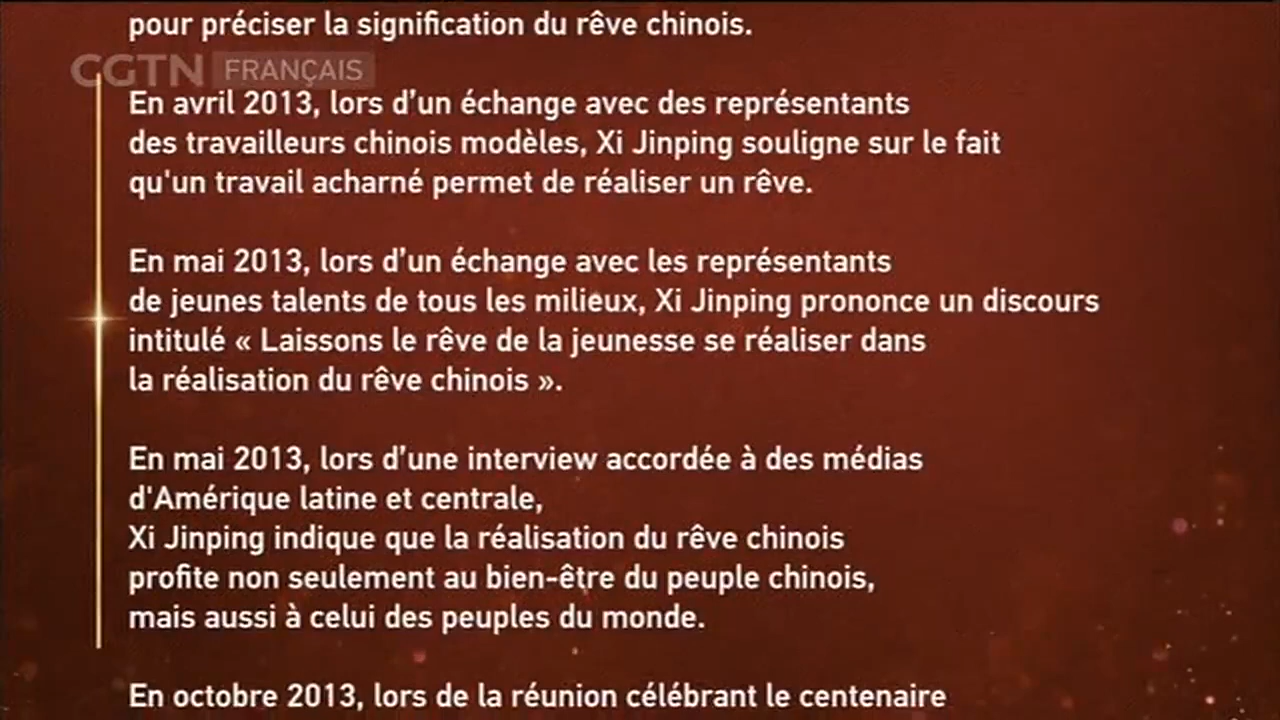 pour préciser la signification du rêve chinois.
CGTN FRANÇAIS
En avril 2013, lors d’un échange avec des représentants
des travailleurs chinois modèles, Xi Jinping souligne sur le fait
qu'un travail acharné permet de réaliser un rêve.
En mai 2013, lors d’un échange avec les représentants
de jeunes talents de tous les milieux, Xi Jinping prononce un discours
intitulé « Laissons le rêve de la jeunesse se réaliser dans
la réalisation du rêve chinois ».
En mai 2013, lors d’une interview accordée à des médias
d'Amérique latine et centrale,
Xi Jinping indique que la réalisation du rêve chinois
profite non seulement au bien-être du peuple chinois,
mais aussi à celui des peuples du monde.
En octobre 2013, lors de la réunion célébrant le centenaire